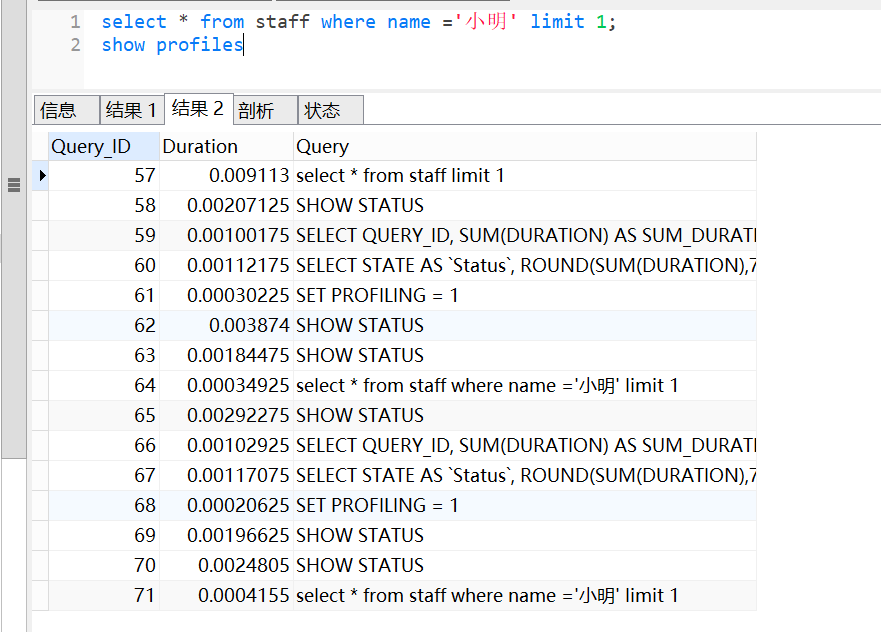 1 select * from staff where name ='小明' limit 1;
2 show profiles
信息 结果 1 结果 2 剖析 状态
Query_ID Duration Query
57 0.009113 select * from staff limit 1
58 0.00207125 SHOW STATUS
59 0.00100175 SELECT QUERY_ID, SUM(DURATION) AS SUM_DURATI
60 0.00112175 SELECT STATE AS `Status`, ROUND(SUM(DURATION),7
61 0.00030225 SET PROFILING = 1
62 0.003874 SHOW STATUS
63 0.00184475 SHOW STATUS
64 0.00034925 select * from staff where name ='小明' limit 1
65 0.00292275 SHOW STATUS
66 0.00102925 SELECT QUERY_ID, SUM(DURATION) AS SUM_DURATI
67 0.00117075 SELECT STATE AS `Status`, ROUND(SUM(DURATION),7
68 0.00020625 SET PROFILING = 1
69 0.00196625 SHOW STATUS
70 0.0024805 SHOW STATUS
71 0.0004155 select * from staff where name ='小明' limit 1